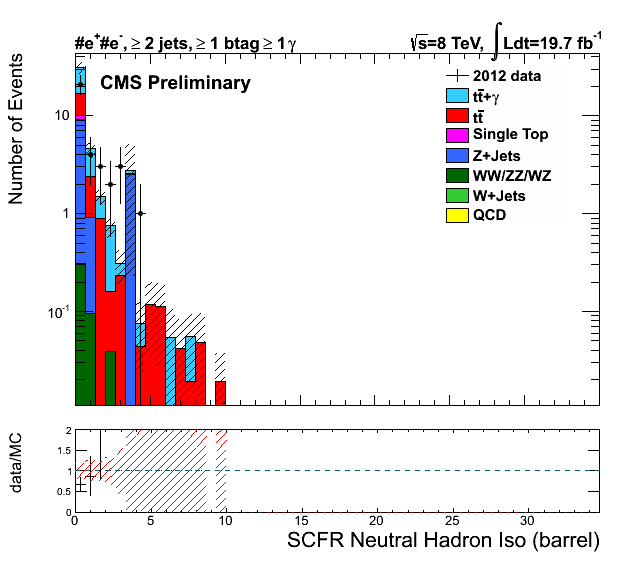 #e⁺#e⁻, ≥ 2 jets, ≥ 1 btag ≥ 1 γ √s=8 TeV, ∫ Ldt=19.7 fb⁻¹
CMS Preliminary
2012 data
tt̄+γ
tt̄
Single Top
Z+Jets
WW/ZZ/WZ
W+Jets
QCD
Number of Events
10
1
10⁻¹
data/MC
2
1.5
1
0.5
0
0 5 10 15 20 25 30
SCFR Neutral Hadron Iso (barrel)